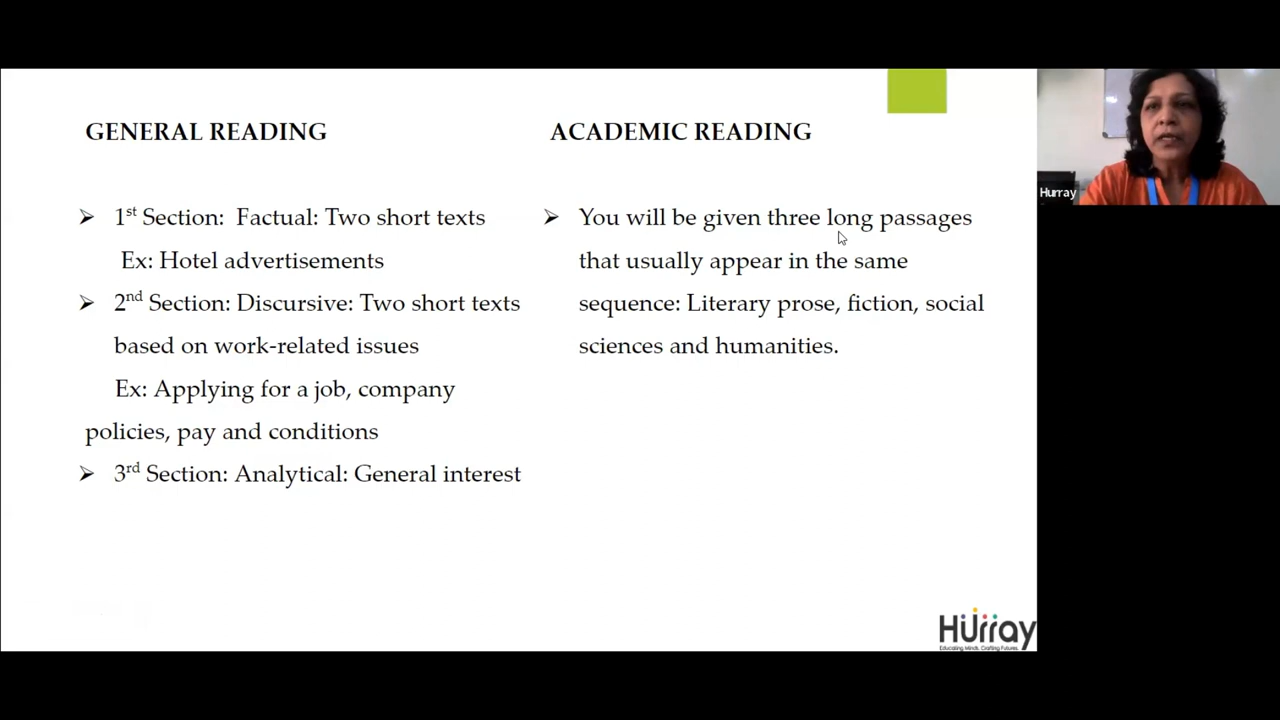 GENERAL READING
➢ 1st Section: Factual: Two short texts
Ex: Hotel advertisements
➢ 2nd Section: Discursive: Two short texts
based on work-related issues
Ex: Applying for a job, company
policies, pay and conditions
➢ 3rd Section: Analytical: General interest
ACADEMIC READING
➢ You will be given three long passages
that usually appear in the same
sequence: Literary prose, fiction, social
sciences and humanities.
Hurray
Hurray
Educating Minds. Crafting Futures.